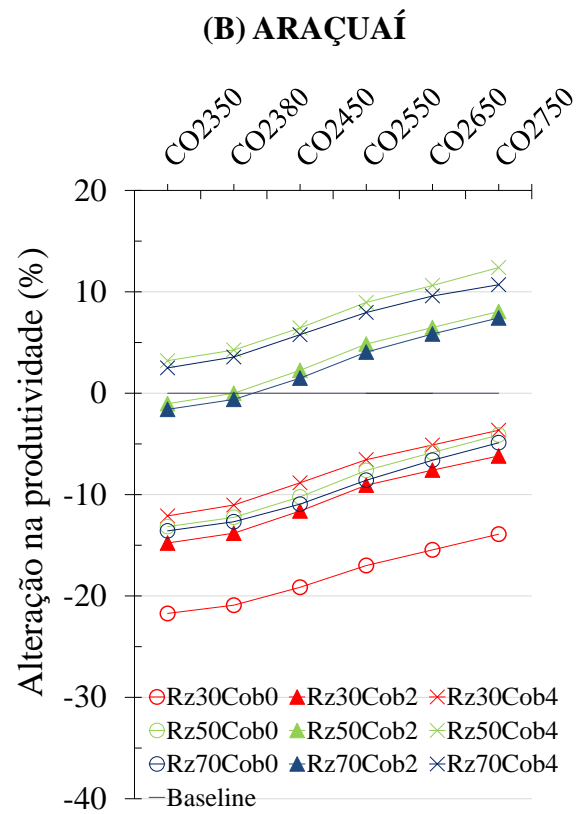 (B) ARAÇUAÍ
CO2350 CO2380 CO2450 CO2550 CO2650 CO2750
Alteração na produtividade (%)
20
10
0
-10
-20
-30
-40
Rz30Cob0 Rz30Cob2 Rz30Cob4
Rz50Cob0 Rz50Cob2 Rz50Cob4
Rz70Cob0 Rz70Cob2 Rz70Cob4
Baseline